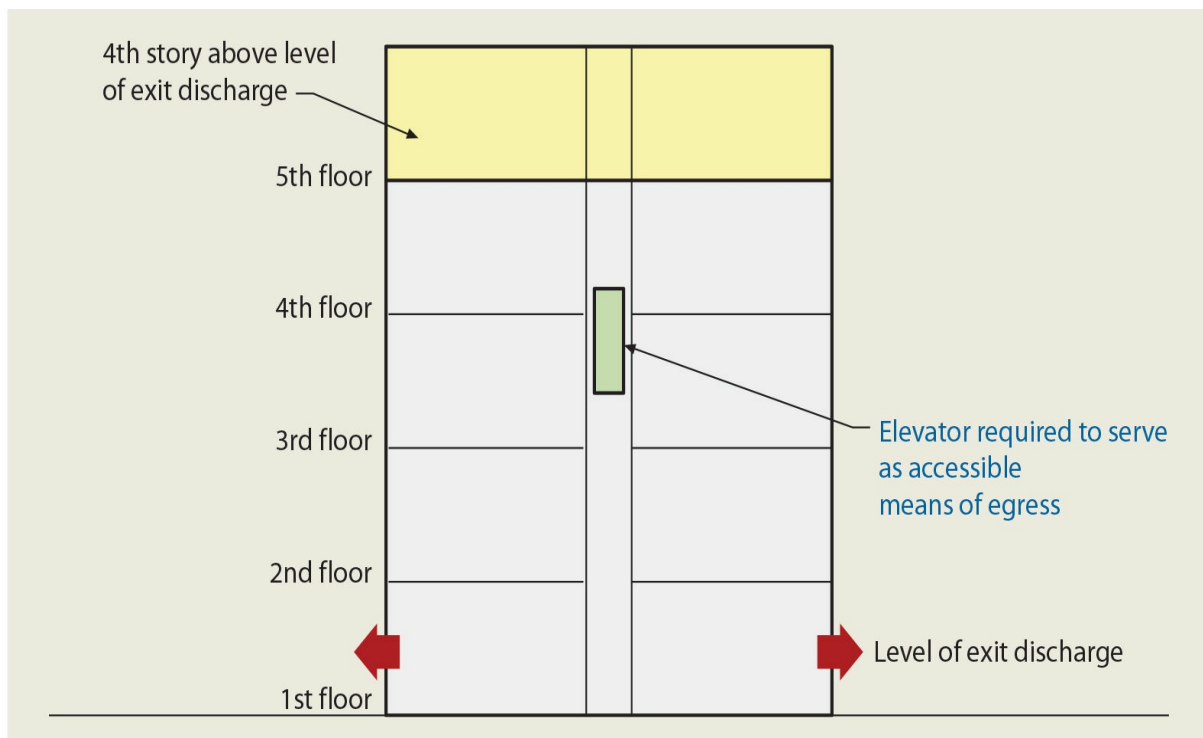 4th story above level
of exit discharge
5th floor
4th floor
3rd floor
Elevator required to serve
as accessible
means of egress
2nd floor
Level of exit discharge
1st floor